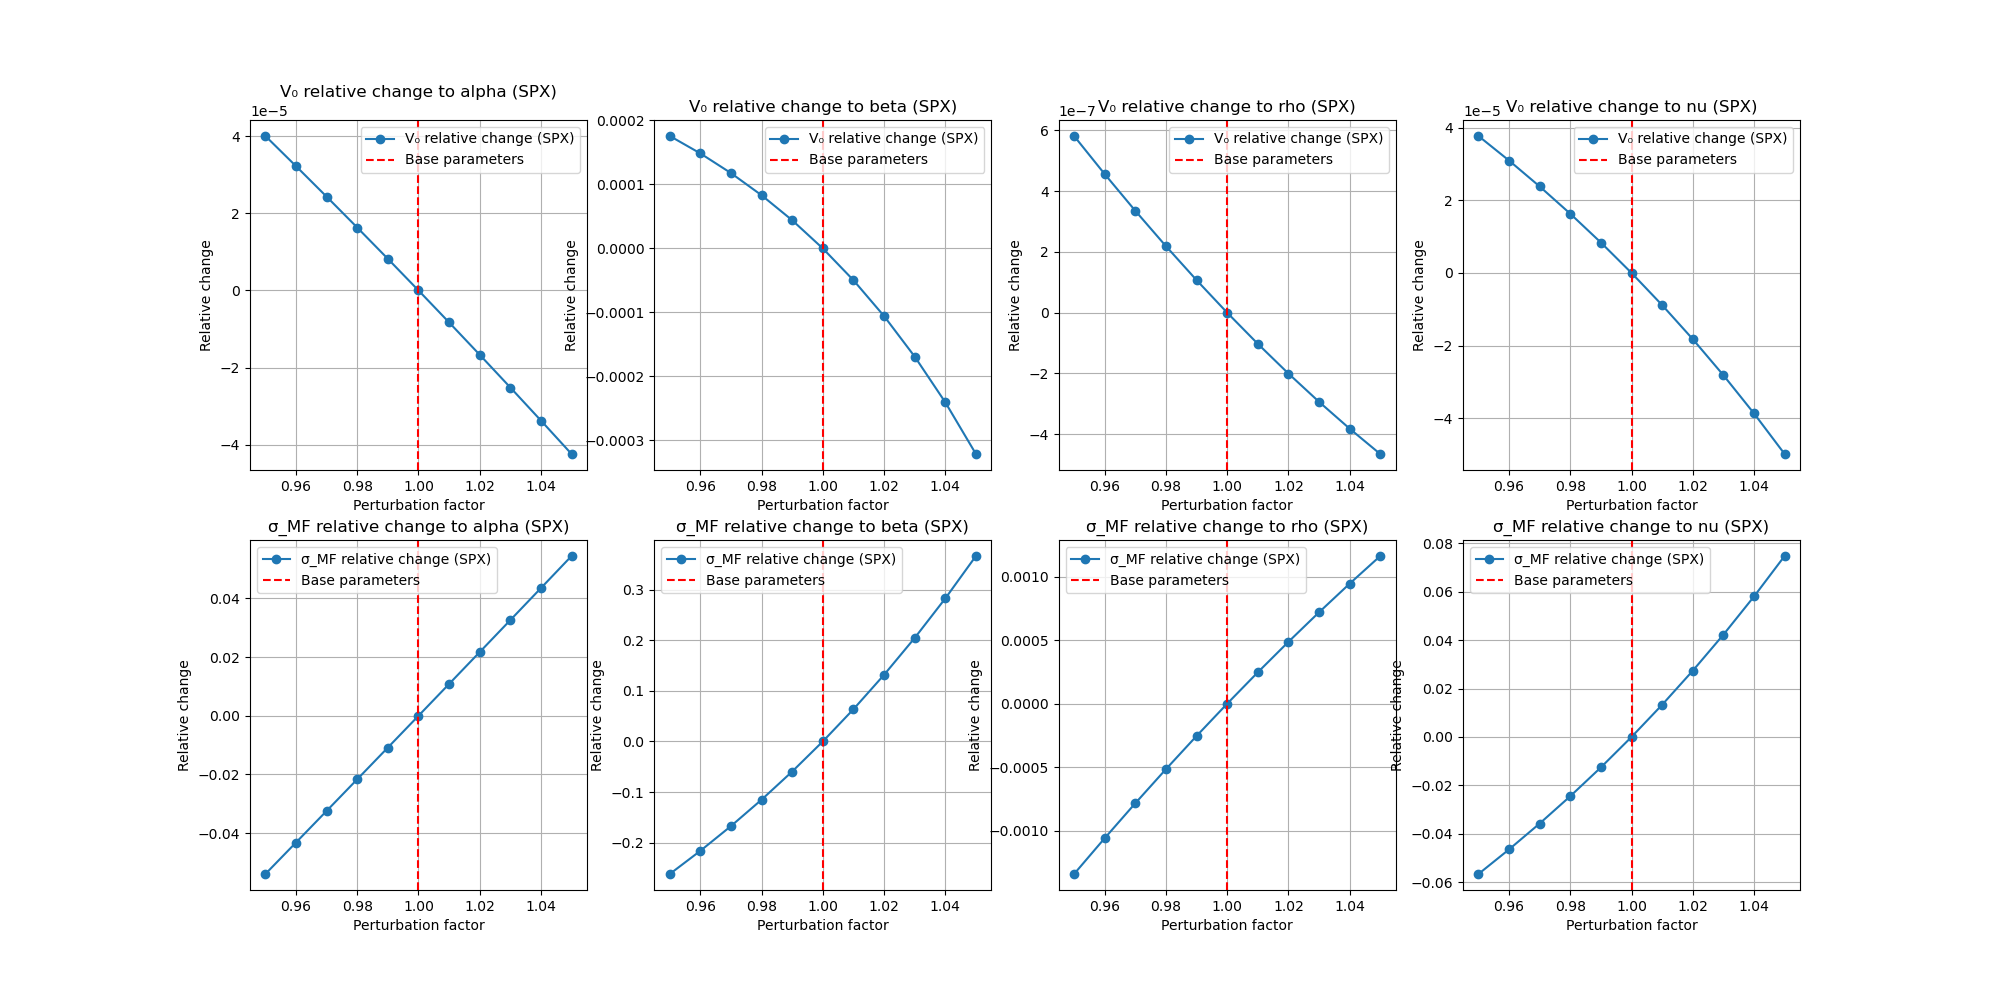 V₀ relative change to alpha (SPX)
1e−5
V₀ relative change (SPX)
Base parameters
4
2
0
−2
−4
Relative change
0.96 0.98 1.00 1.02 1.04
Perturbation factor
V₀ relative change to beta (SPX)
V₀ relative change (SPX)
Base parameters
0.0002
0.0001
0.0000
−0.0001
−0.0002
−0.0003
Relative change
0.96 0.98 1.00 1.02 1.04
Perturbation factor
V₀ relative change to rho (SPX)
1e−7
V₀ relative change (SPX)
Base parameters
6
4
2
0
−2
−4
Relative change
0.96 0.98 1.00 1.02 1.04
Perturbation factor
V₀ relative change to nu (SPX)
1e−5
V₀ relative change (SPX)
Base parameters
4
2
0
−2
−4
Relative change
0.96 0.98 1.00 1.02 1.04
Perturbation factor
σ_MF relative change to alpha (SPX)
σ_MF relative change (SPX)
Base parameters
0.04
0.02
0.00
−0.02
−0.04
Relative change
0.96 0.98 1.00 1.02 1.04
Perturbation factor
σ_MF relative change to beta (SPX)
σ_MF relative change (SPX)
Base parameters
0.3
0.2
0.1
0.0
−0.1
−0.2
Relative change
0.96 0.98 1.00 1.02 1.04
Perturbation factor
σ_MF relative change to rho (SPX)
σ_MF relative change (SPX)
Base parameters
0.0010
0.0005
0.0000
−0.0005
−0.0010
Relative change
0.96 0.98 1.00 1.02 1.04
Perturbation factor
σ_MF relative change to nu (SPX)
σ_MF relative change (SPX)
Base parameters
0.08
0.06
0.04
0.02
0.00
−0.02
−0.04
−0.06
Relative change
0.96 0.98 1.00 1.02 1.04
Perturbation factor